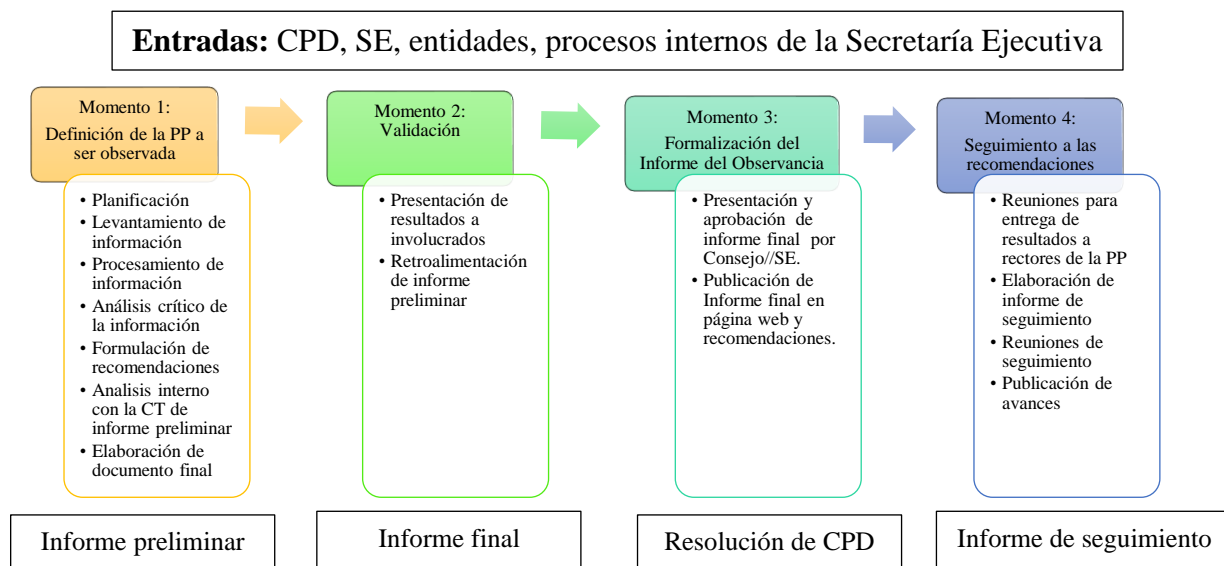 Entradas: CPD, SE, entidades, procesos internos de la Secretaría Ejecutiva
Momento 1:
Definición de la PP a
ser observada
• Planificación
• Levantamiento de
información
• Procesamiento de
información
• Análisis crítico de
la información
• Formulación de
recomendaciones
• Analisis interno
con la CT de
informe preliminar
• Elaboración de
documento final
Informe preliminar
Momento 2:
Validación
• Presentación de
resultados a
involucrados
• Retroalimentación
de informe
preliminar
Informe final
Momento 3:
Formalización del
Informe del Observancia
• Presentación y
aprobación de
informe final por
Consejo//SE.
• Publicación de
Informe final en
página web y
recomendaciones.
Resolución de CPD
Momento 4:
Seguimiento a las
recomendaciones
• Reuniones para
entrega de
resultados a
rectores de la PP
• Elaboración de
informe de
seguimiento
• Reuniones de
seguimiento
• Publicación de
avances
Informe de seguimiento